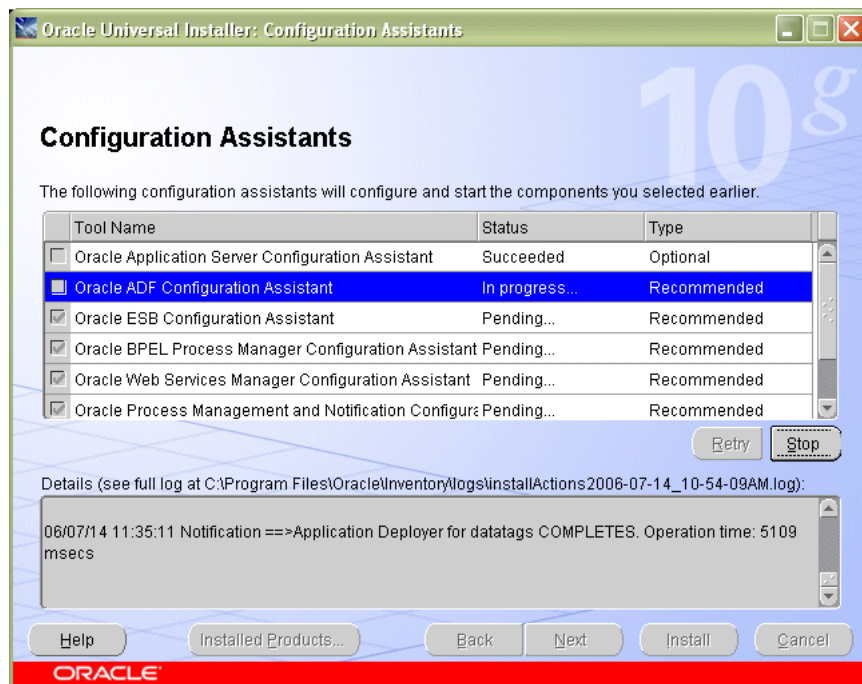 Oracle Universal Installer: Configuration Assistants
10g
Configuration Assistants
The following configuration assistants will configure and start the components you selected earlier.
Tool Name Status Type
Oracle Application Server Configuration Assistant Succeeded Optional
Oracle ADF Configuration Assistant In progress... Recommended
Oracle ESB Configuration Assistant Pending... Recommended
Oracle BPEL Process Manager Configuration Assistant Pending... Recommended
Oracle Web Services Manager Configuration Assistant Pending... Recommended
Oracle Process Management and Notification Configura Pending... Recommended
Retry Stop
Details (see full log at C:\Program Files\Oracle\Inventory\logs\installActions2006-07-14_10-54-09AM.log):
06/07/14 11:35:11 Notification ==>Application Deployer for datatags COMPLETES. Operation time: 5109
msecs
Help Installed Products... Back Next Install Cancel
ORACLE